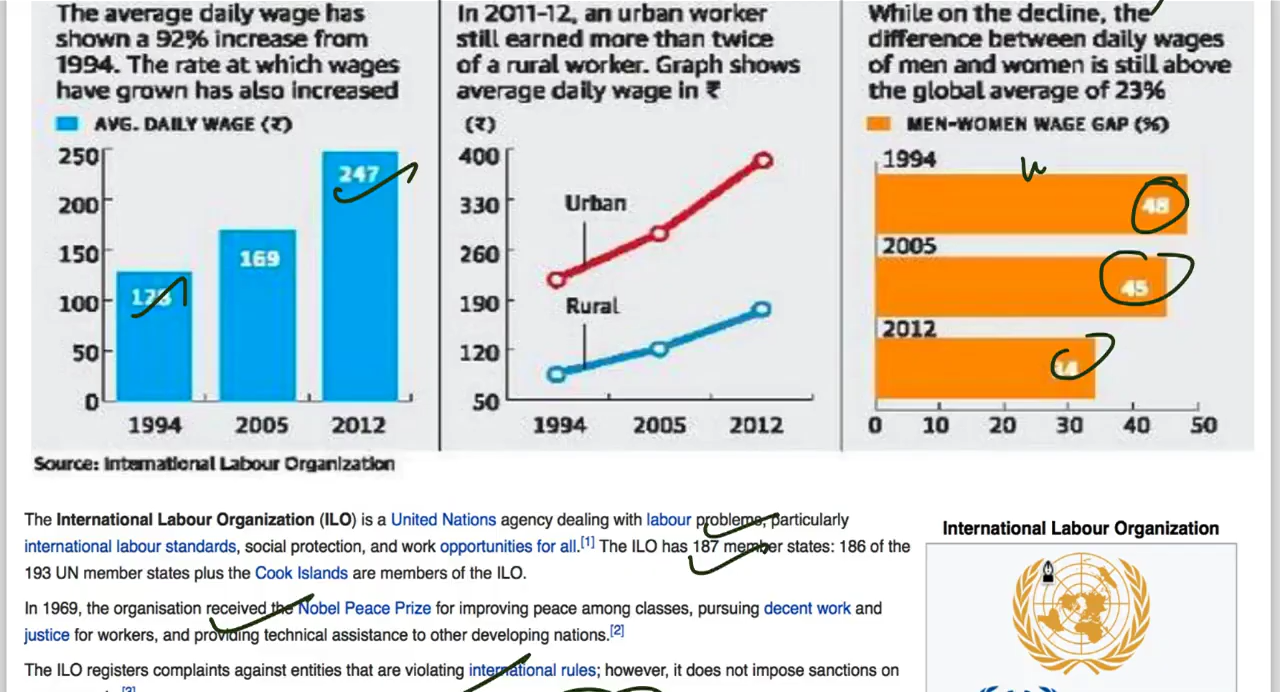 The average daily wage has
shown a 92% increase from
1994. The rate at which wages
have grown has also increased
AVG. DAILY WAGE (₹)
250
200
150
100
50
0
247
169
128
1994 2005 2012
In 2011-12, an urban worker
still earned more than twice
of a rural worker. Graph shows
average daily wage in ₹
(₹)
400
330
260
190
120
50
Urban
Rural
1994 2005 2012
While on the decline, the
difference between daily wages
of men and women is still above
the global average of 23%
MEN-WOMEN WAGE GAP (%)
1994
48
2005
45
2012
0 10 20 30 40 50
Source: International Labour Organization
The International Labour Organization (ILO) is a United Nations agency dealing with labour problems, particularly
international labour standards, social protection, and work opportunities for all.[1] The ILO has 187 member states: 186 of the
193 UN member states plus the Cook Islands are members of the ILO.
In 1969, the organisation received the Nobel Peace Prize for improving peace among classes, pursuing decent work and
justice for workers, and providing technical assistance to other developing nations.[2]
The ILO registers complaints against entities that are violating international rules; however, it does not impose sanctions on
[3]
International Labour Organization